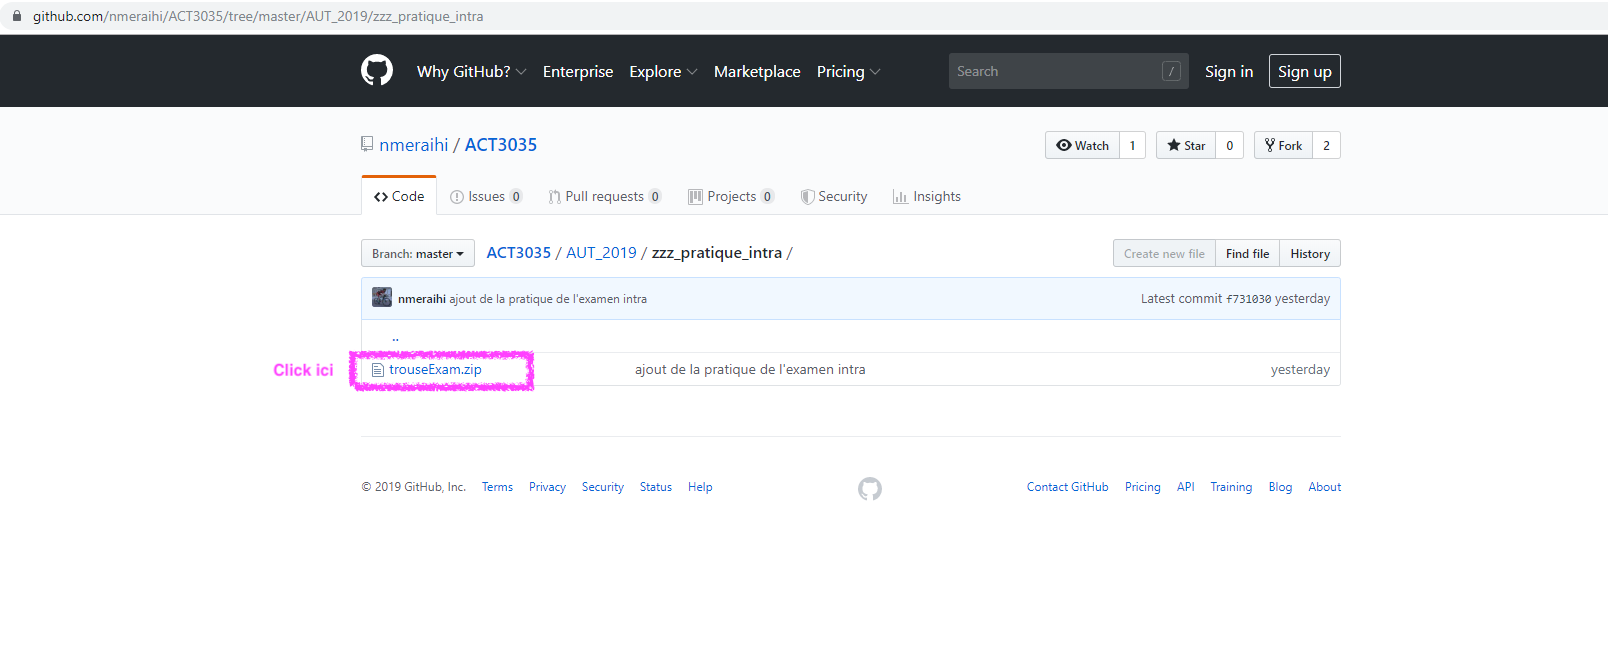 github.com/nmeraihi/ACT3035/tree/master/AUT_2019/zzz_pratique_intra
Why GitHub? Enterprise Explore Marketplace Pricing Search / Sign in Sign up
nmeraihi / ACT3035 Watch 1 Star 0 Fork 2
Code Issues 0 Pull requests 0 Projects 0 Security Insights
Branch: master ACT3035 / AUT_2019 / zzz_pratique_intra / Create new file Find file History
nmeraihi ajout de la pratique de l'examen intra Latest commit f731030 yesterday
..
Click ici trouseExam.zip ajout de la pratique de l'examen intra yesterday
© 2019 GitHub, Inc. Terms Privacy Security Status Help Contact GitHub Pricing API Training Blog About